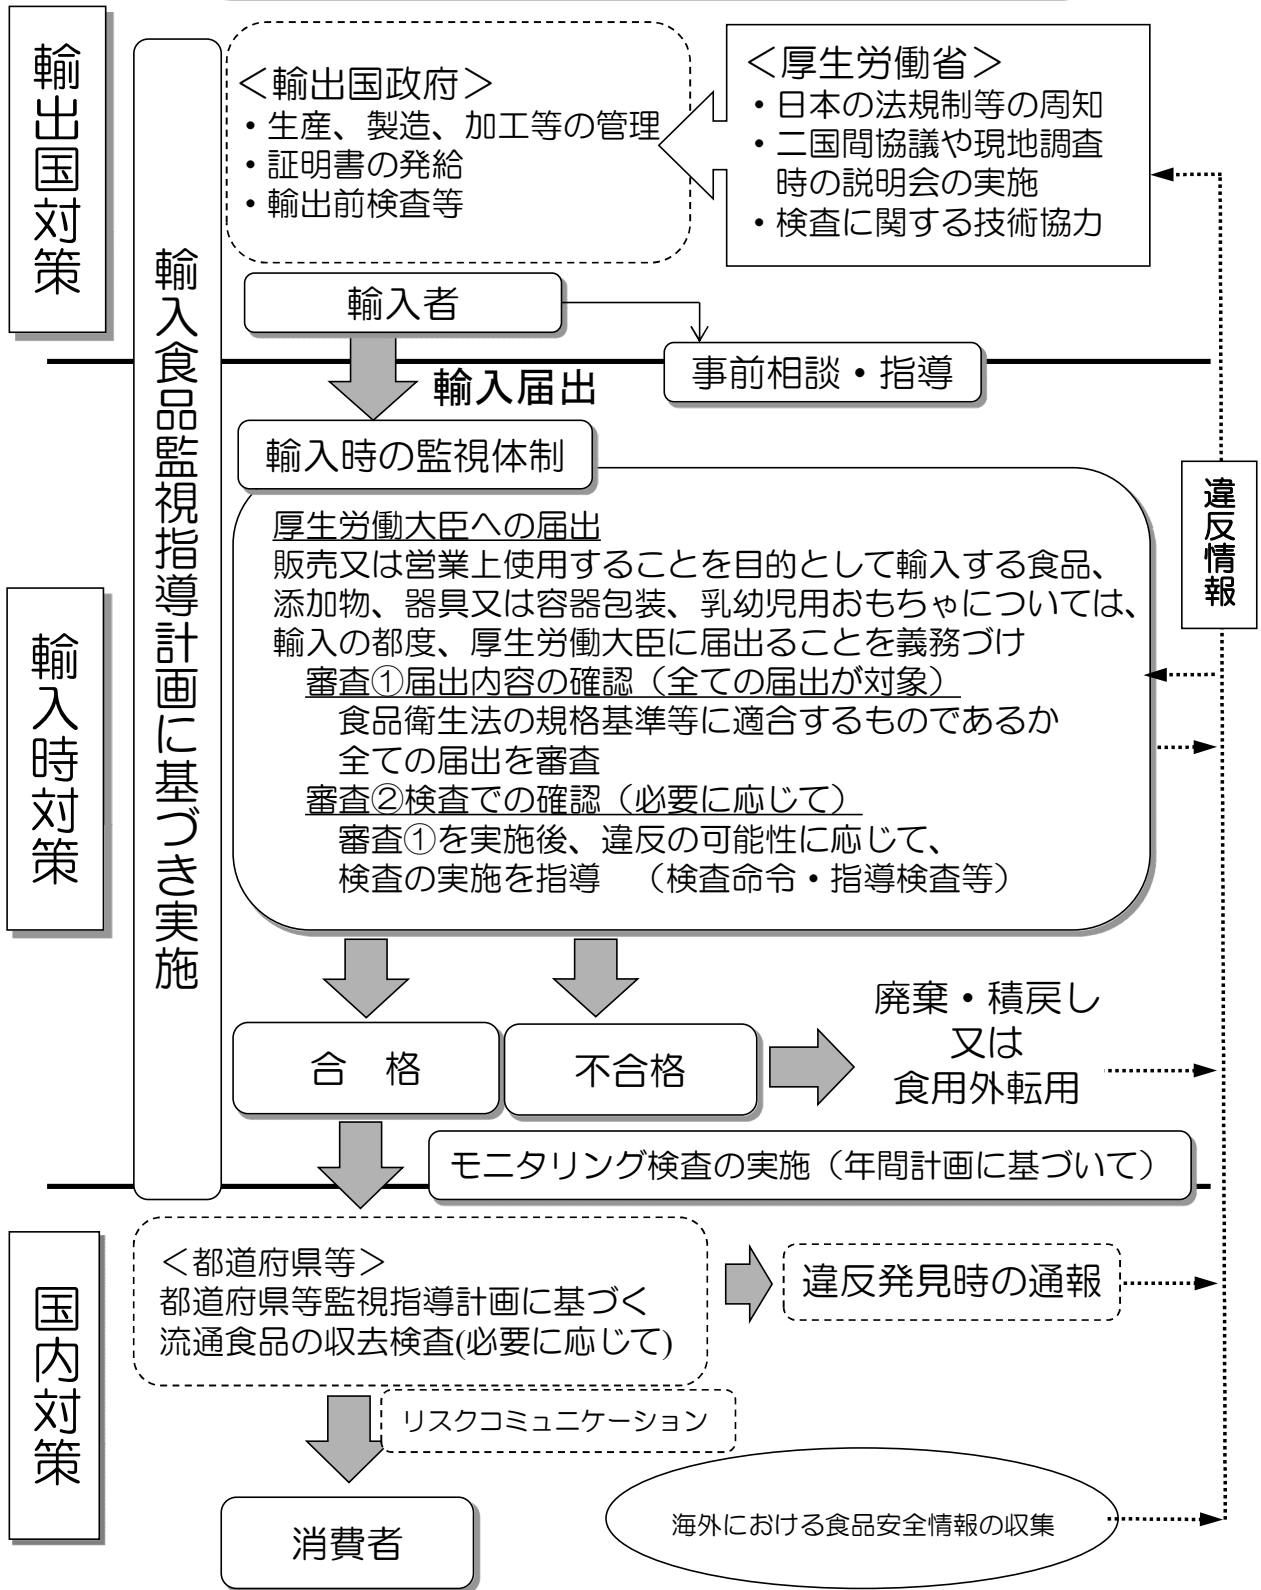 輸出国対策
輸入食品監視指導計画に基づき実施
＜輸出国政府＞
・生産、製造、加工等の管理
・証明書の発給
・輸出前検査等
＜厚生労働省＞
・日本の法規制等の周知
・二国間協議や現地調査
時の説明会の実施
・検査に関する技術協力
輸入者
事前相談・指導
輸入届出
輸入時対策
輸入時の監視体制
厚生労働大臣への届出
販売又は営業上使用することを目的として輸入する食品、
添加物、器具又は容器包装、乳幼児用おもちゃについては、
輸入の都度、厚生労働大臣に届出ることを義務づけ
審査①届出内容の確認（全ての届出が対象）
食品衛生法の規格基準等に適合するものであるか
全ての届出を審査
審査②検査での確認（必要に応じて）
審査①を実施後、違反の可能性に応じて、
検査の実施を指導　（検査命令・指導検査等）
違反情報
合　格
不合格
廃棄・積戻し
又は
食用外転用
モニタリング検査の実施（年間計画に基づいて）
国内対策
＜都道府県等＞
都道府県等監視指導計画に基づく
流通食品の収去検査(必要に応じて)
違反発見時の通報
リスクコミュニケーション
消費者
海外における食品安全情報の収集